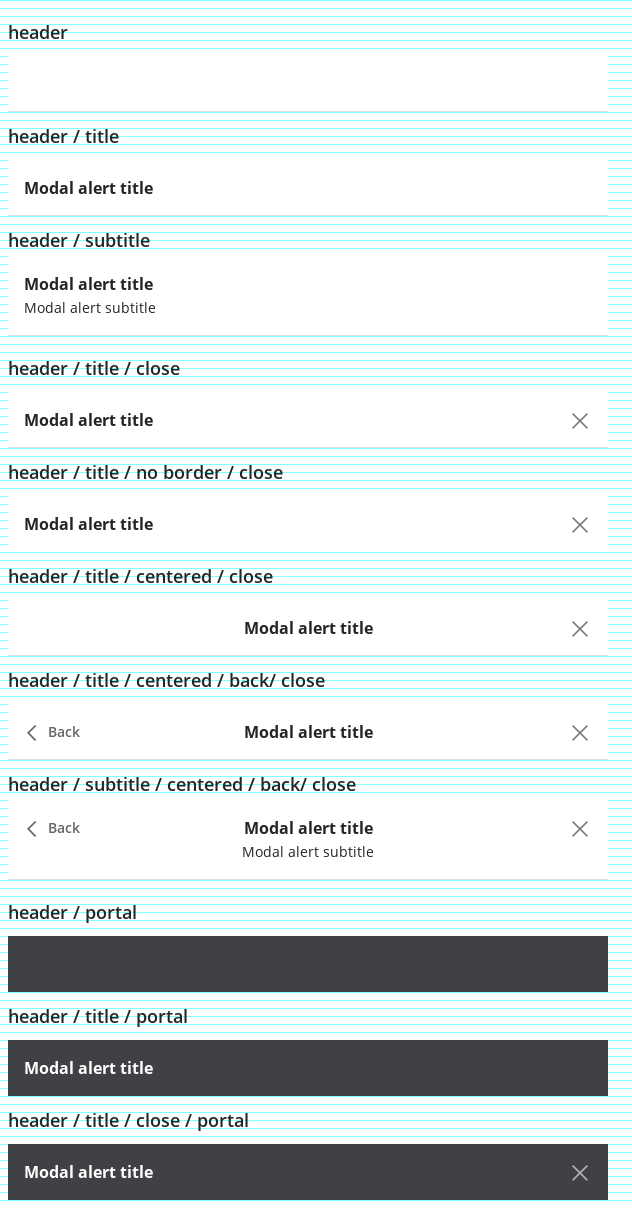 header
header / title
Modal alert title
header / subtitle
Modal alert title
Modal alert subtitle
header / title / close
Modal alert title
header / title / no border / close
Modal alert title
header / title / centered / close
Modal alert title
header / title / centered / back/ close
Back Modal alert title
header / subtitle / centered / back/ close
Back Modal alert title
Modal alert subtitle
header / portal
header / title / portal
Modal alert title
header / title / close / portal
Modal alert title